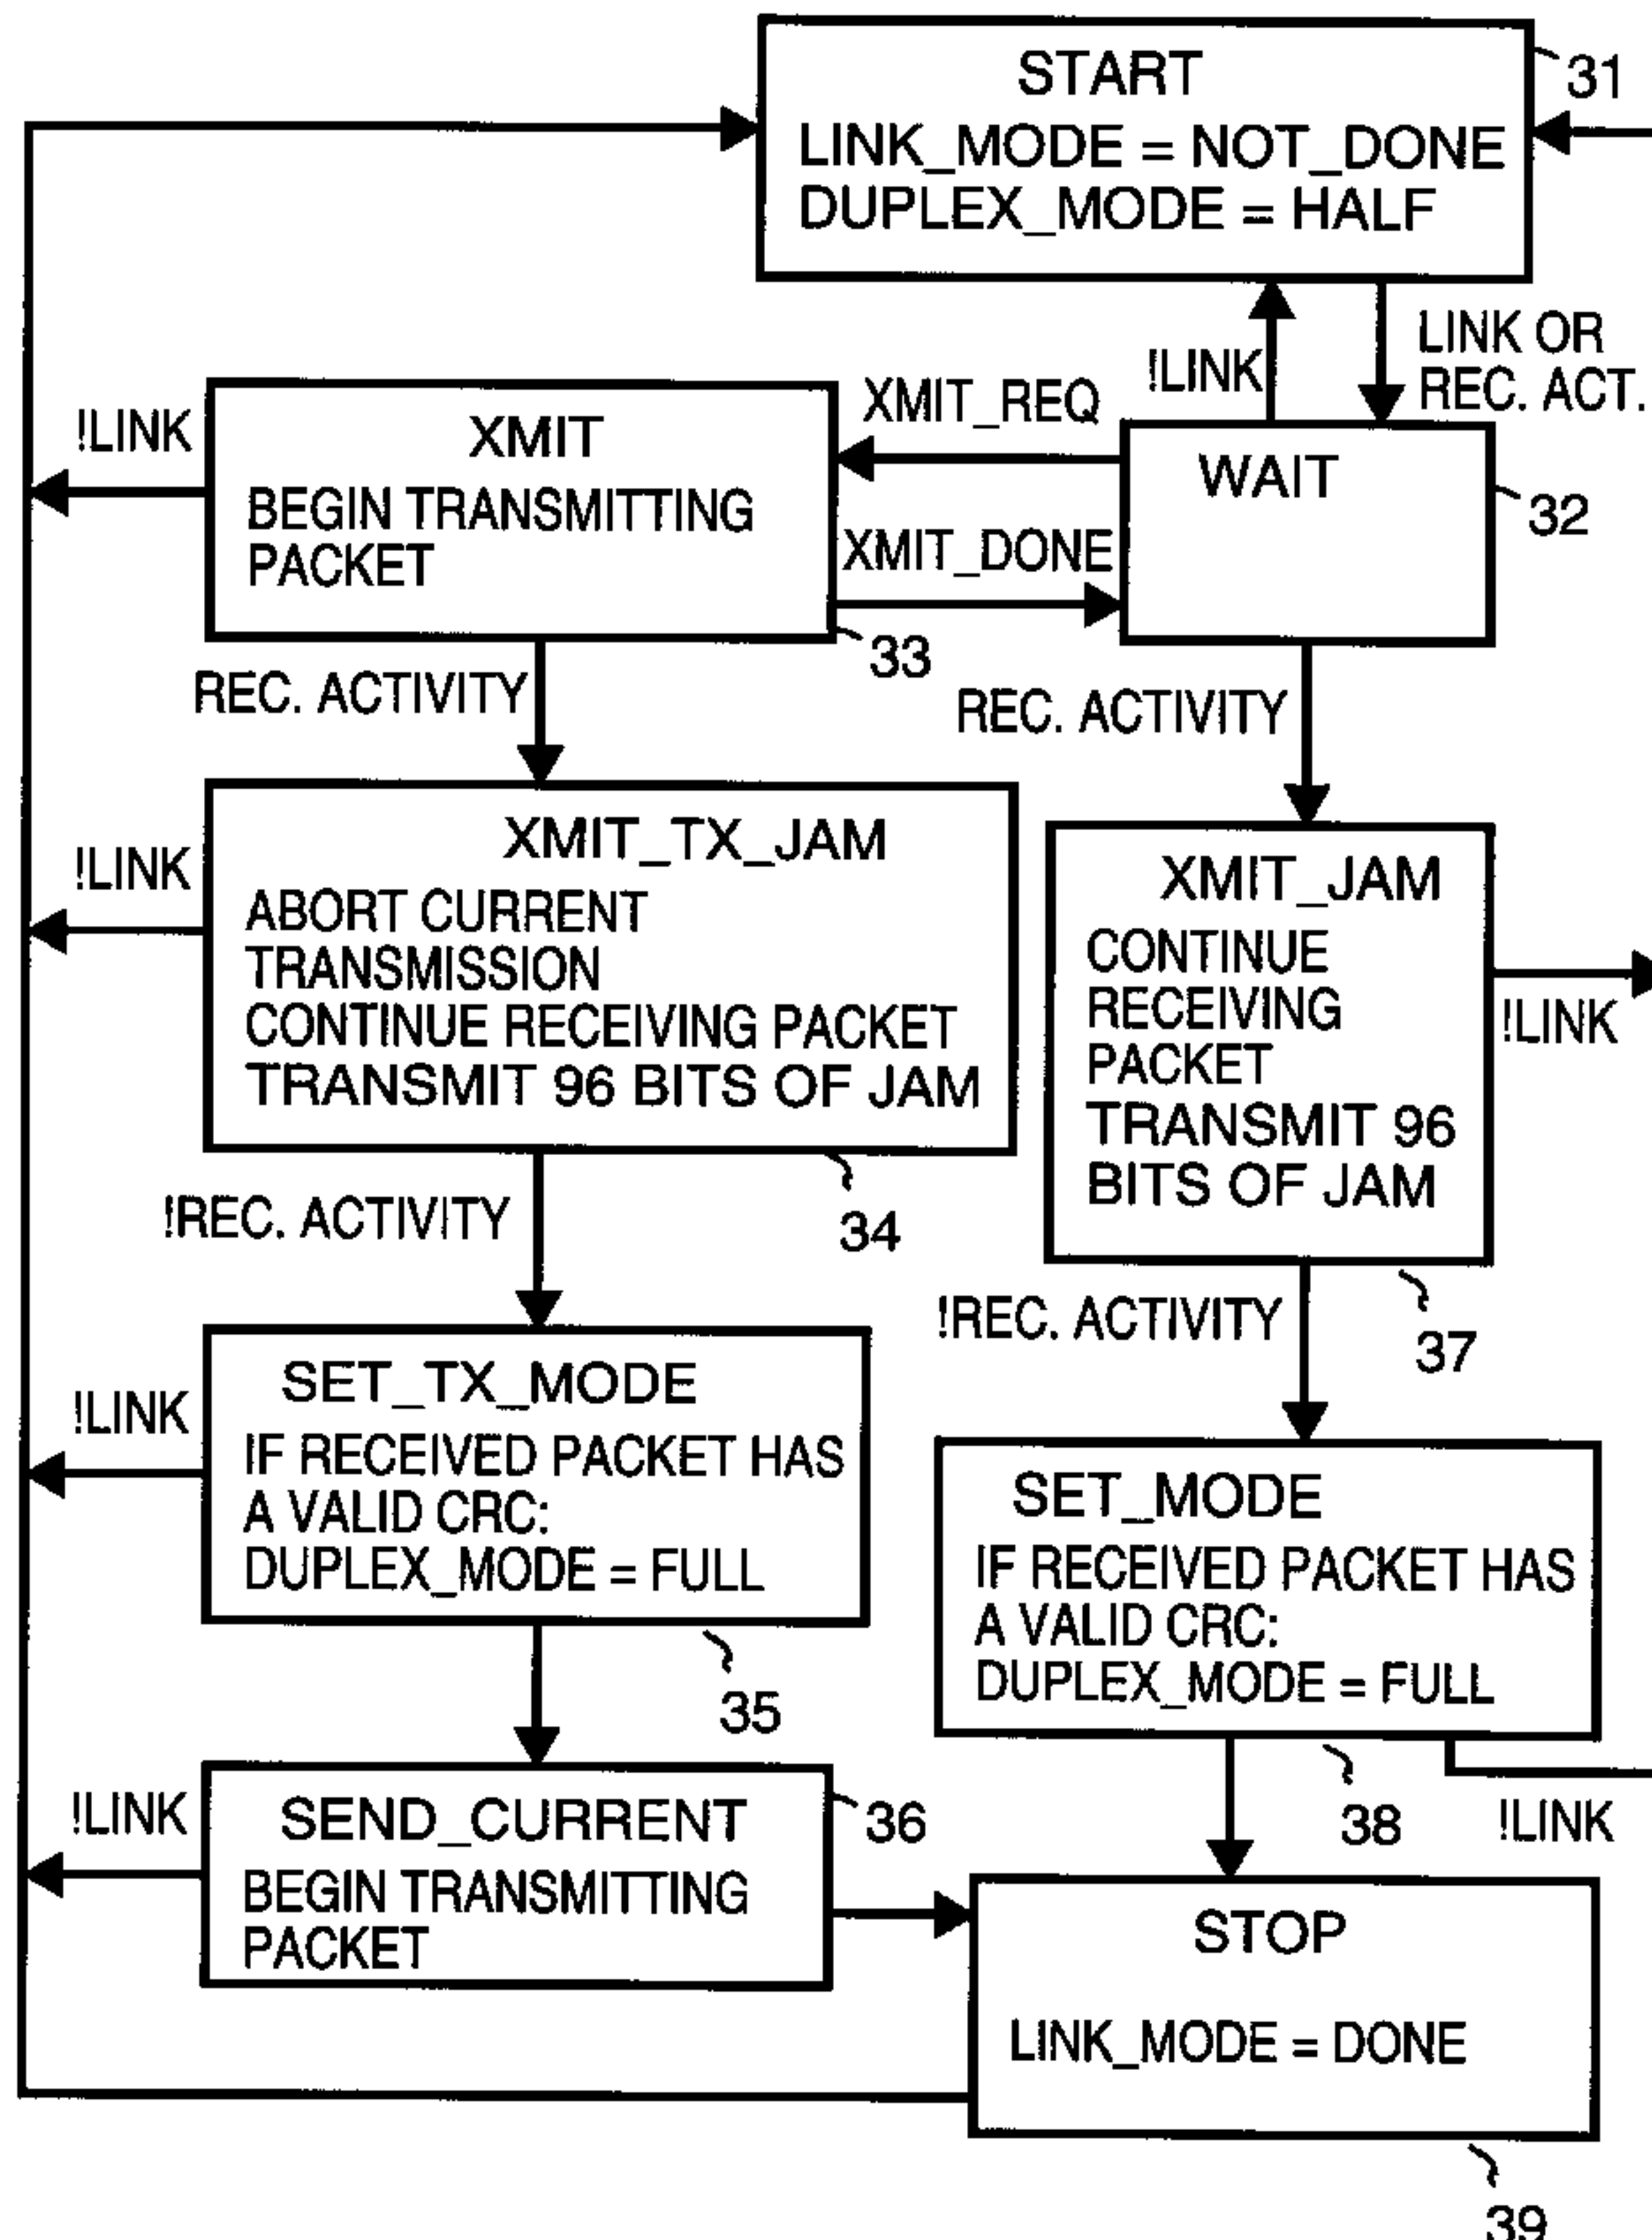 START
31
LINK_MODE = NOT_DONE
DUPLEX_MODE = HALF
!LINK
LINK OR
REC. ACT.
!LINK
XMIT
BEGIN TRANSMITTING
PACKET
33
XMIT_REQ
XMIT_DONE
WAIT
32
REC. ACTIVITY
REC. ACTIVITY
!LINK
XMIT_TX_JAM
ABORT CURRENT
TRANSMISSION
CONTINUE RECEIVING PACKET
TRANSMIT 96 BITS OF JAM
34
XMIT_JAM
CONTINUE
RECEIVING
PACKET
TRANSMIT 96
BITS OF JAM
!LINK
37
!REC. ACTIVITY
!REC. ACTIVITY
!LINK
SET_TX_MODE
IF RECEIVED PACKET HAS
A VALID CRC:
DUPLEX_MODE = FULL
35
SET_MODE
IF RECEIVED PACKET HAS
A VALID CRC:
DUPLEX_MODE = FULL
38
!LINK
!LINK
SEND_CURRENT
36
BEGIN TRANSMITTING
PACKET
STOP
LINK_MODE = DONE
39